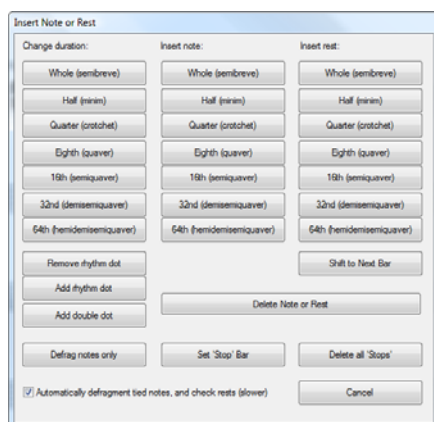 Insert Note or Rest
Change duration: Insert note: Insert rest:
Whole (semibreve) Whole (semibreve) Whole (semibreve)
Half (minim) Half (minim) Half (minim)
Quarter (crotchet) Quarter (crotchet) Quarter (crotchet)
Eighth (quaver) Eighth (quaver) Eighth (quaver)
16th (semiquaver) 16th (semiquaver) 16th (semiquaver)
32nd (demisemiquaver) 32nd (demisemiquaver) 32nd (demisemiquaver)
64th (hemidemisemiquaver) 64th (hemidemisemiquaver) 64th (hemidemisemiquaver)
Remove rhythm dot Shift to Next Bar
Add rhythm dot
Delete Note or Rest
Add double dot
Defrag notes only Set 'Stop' Bar Delete all 'Stops'
Automatically defragment tied notes, and check rests (slower) Cancel